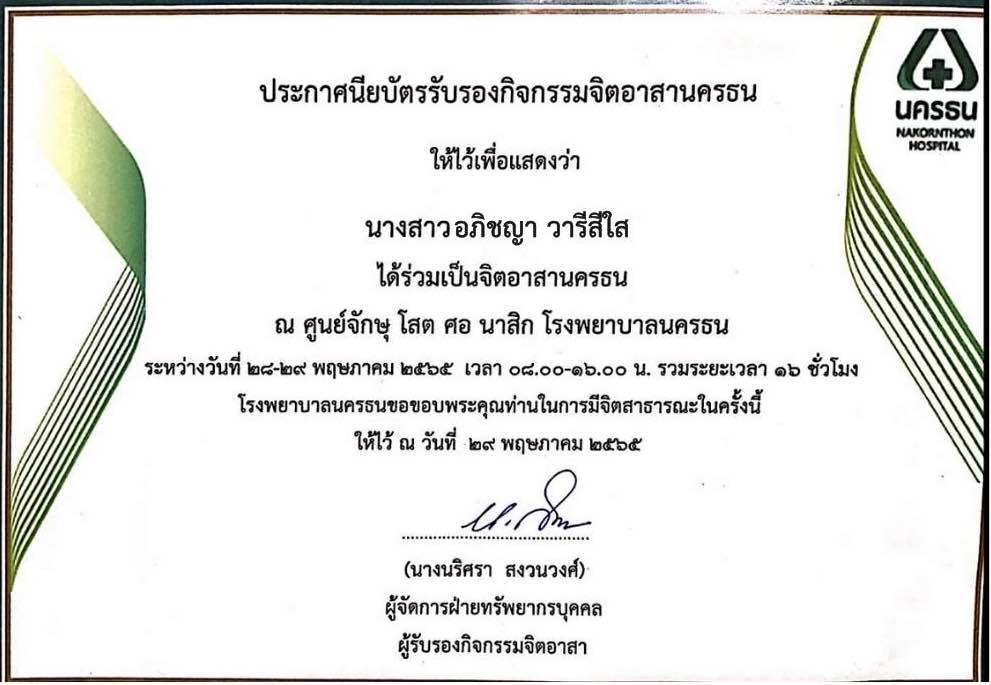 นครธน
NAKORNTHON
HOSPITAL
ประกาศนียบัตรรับรองกิจกรรมจิตอาสานครธน
ให้ไว้เพื่อแสดงว่า
นางสาวอภิชญา วารีสีใส
ได้ร่วมเป็นจิตอาสานครธน
ณ ศูนย์จักษุ โสต ศอ นาสิก โรงพยาบาลนครธน
ระหว่างวันที่ ๒๘-๒๙ พฤษภาคม ๒๕๖๕ เวลา ๐๘.๐๐-๑๖.๐๐ น. รวมระยะเวลา ๑๖ ชั่วโมง
โรงพยาบาลนครธนขอขอบพระคุณท่านในการมีจิตสาธารณะในครั้งนี้
ให้ไว้ ณ วันที่ ๒๙ พฤษภาคม ๒๕๖๕
(นางนริศรา สงวนวงศ์)
ผู้จัดการฝ่ายทรัพยากรบุคคล
ผู้รับรองกิจกรรมจิตอาสา